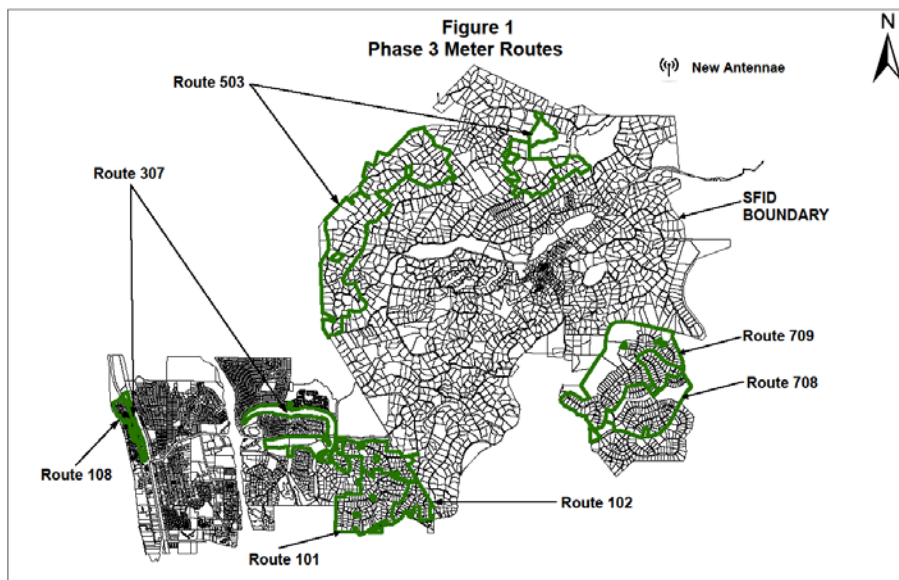 Figure 1
Phase 3 Meter Routes
N
New Antennae
Route 503
Route 307
SFID
BOUNDARY
Route 709
Route 708
Route 108
Route 102
Route 101